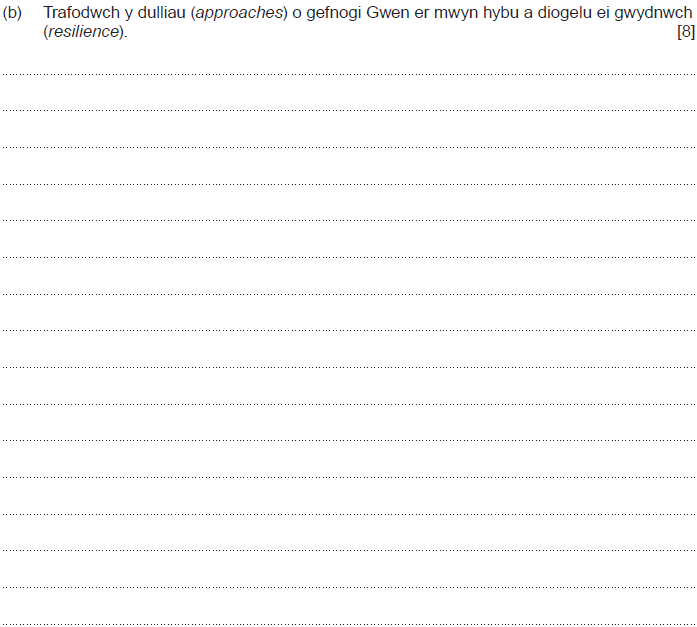 (b) Trafodwch y dulliau (approaches) o gefnogi Gwen er mwyn hybu a diogelu ei gwydnwch
(resilience). [8]